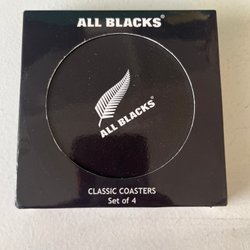 ALL BLACKS®
ALL BLACKS®
CLASSIC COASTERS
Set of 4